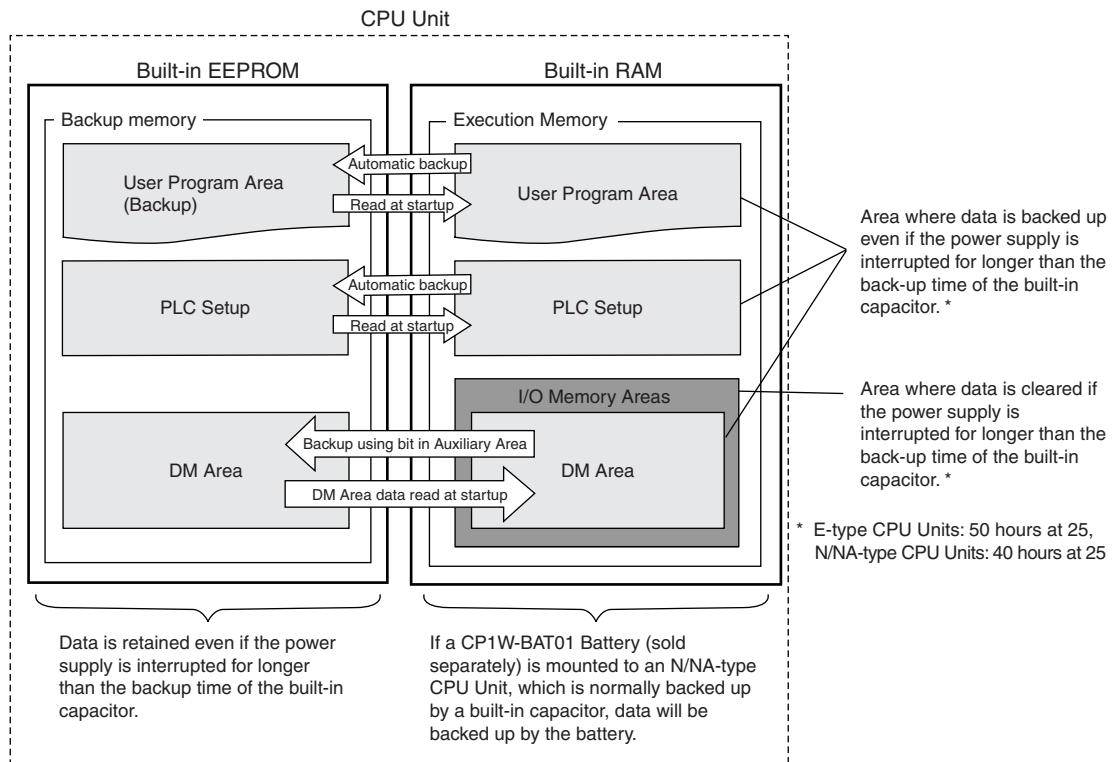 CPU Unit
Built-in EEPROM
Built-in RAM
Backup memory
Execution Memory
User Program Area
(Backup)
Automatic backup
Read at startup
User Program Area
PLC Setup
Automatic backup
Read at startup
PLC Setup
I/O Memory Areas
DM Area
Backup using bit in Auxiliary Area
DM Area data read at startup
DM Area
Area where data is backed up
even if the power supply is
interrupted for longer than the
back-up time of the built-in
capacitor. *
Area where data is cleared if
the power supply is
interrupted for longer than the
back-up time of the built-in
capacitor. *
* E-type CPU Units: 50 hours at 25,
N/NA-type CPU Units: 40 hours at 25
Data is retained even if the power
supply is interrupted for longer
than the backup time of the built-in
capacitor.
If a CP1W-BAT01 Battery (sold
separately) is mounted to an N/NA-type
CPU Unit, which is normally backed up
by a built-in capacitor, data will be
backed up by the battery.